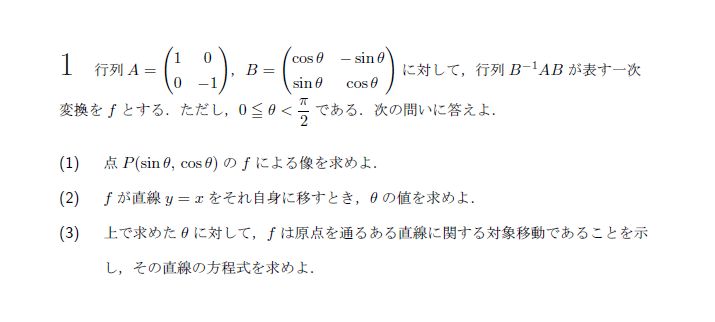 1 行列 A = \begin{pmatrix} 1 & 0 \\ 0 & -1 \end{pmatrix}, B = \begin{pmatrix} \cos\theta & -\sin\theta \\ \sin\theta & \cos\theta \end{pmatrix} に対して，行列 B^{-1}AB が表す一次
変換を f とする．ただし，0 ≦ θ < \frac{π}{2} である．次の問いに答えよ．
(1) 点 P(sin θ, cos θ) の f による像を求めよ．
(2) f が直線 y = x をそれ自身に移すとき，θ の値を求めよ．
(3) 上で求めた θ に対して，f は原点を通るある直線に関する対象移動であることを示
し，その直線の方程式を求めよ．